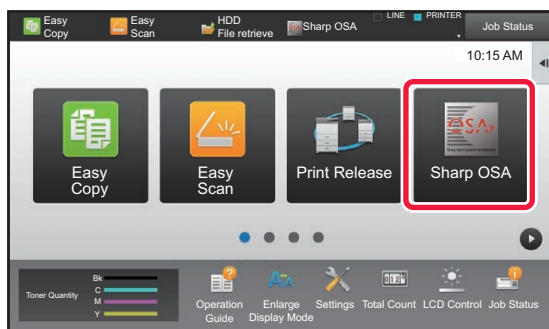 Easy
Copy
Easy
Scan
HDD
File retrieve
Sharp OSA
LINE
PRINTER
Job Status
10:15 AM
Easy
Copy
Easy
Scan
Print Release
OSA
Sharp OSA
Toner Quantity
Bk
C
M
Y
Operation
Guide
Enlarge
Display Mode
Settings
Total Count
LCD Control
Job Status